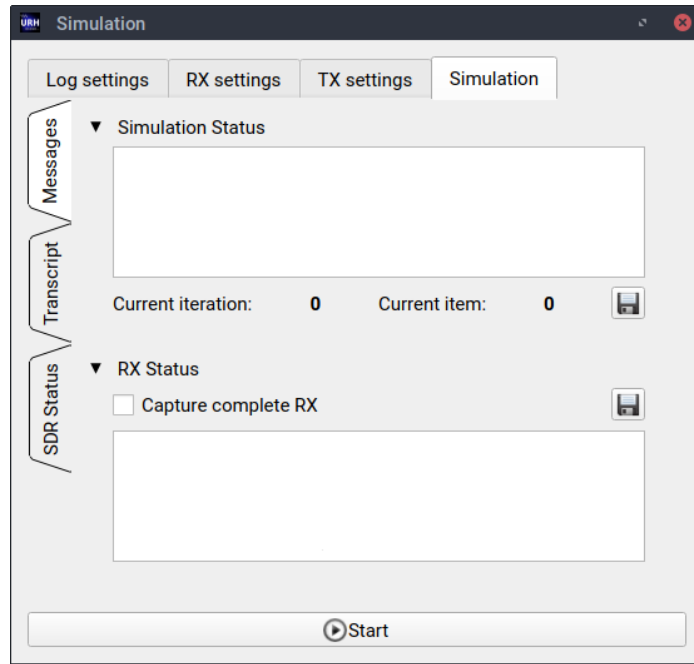 URH
Simulation
Log settings
RX settings
TX settings
Simulation
Messages
Transcript
SDR Status
Simulation Status
Current iteration: 0 Current item: 0
RX Status
Capture complete RX
Start